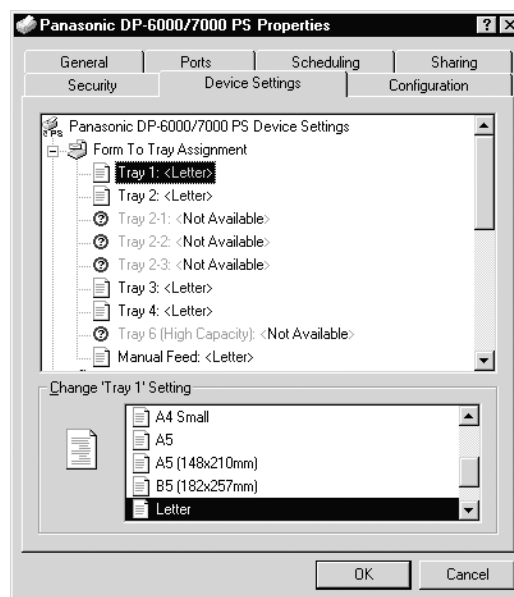 Panasonic DP-6000/7000 PS Properties
General Ports Scheduling Sharing
Security Device Settings Configuration
Panasonic DP-6000/7000 PS Device Settings
Form To Tray Assignment
Tray 1: <Letter>
Tray 2: <Letter>
Tray 2-1: <Not Available>
Tray 2-2: <Not Available>
Tray 2-3: <Not Available>
Tray 3: <Letter>
Tray 4: <Letter>
Tray 6 (High Capacity): <Not Available>
Manual Feed: <Letter>
Change 'Tray 1' Setting
A4 Small
A5
A5 (148x210mm)
B5 (182x257mm)
Letter
OK Cancel